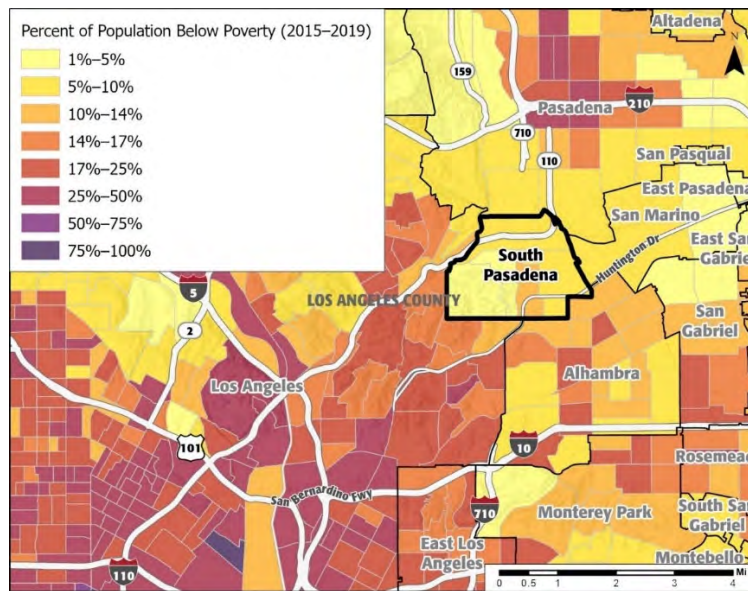 Percent of Population Below Poverty (2015–2019)
1%–5%
5%–10%
10%–14%
14%–17%
17%–25%
25%–50%
50%–75%
75%–100%
Altadena
N
159
Pasadena
210
710
110
San Pasqual
East Pasadena
San Marino
South
Pasadena
Huntington Dr
East San
Gabriel
5
LOS ANGELES COUNTY
2
San
Gabriel
Los Angeles
Alhambra
101
10
Rosemead
San Bernardino Fwy
710
Monterey Park
South San
Gabriel
East Los
Angeles
Montebello
110
Mi
0 0.5 1 2 3 4